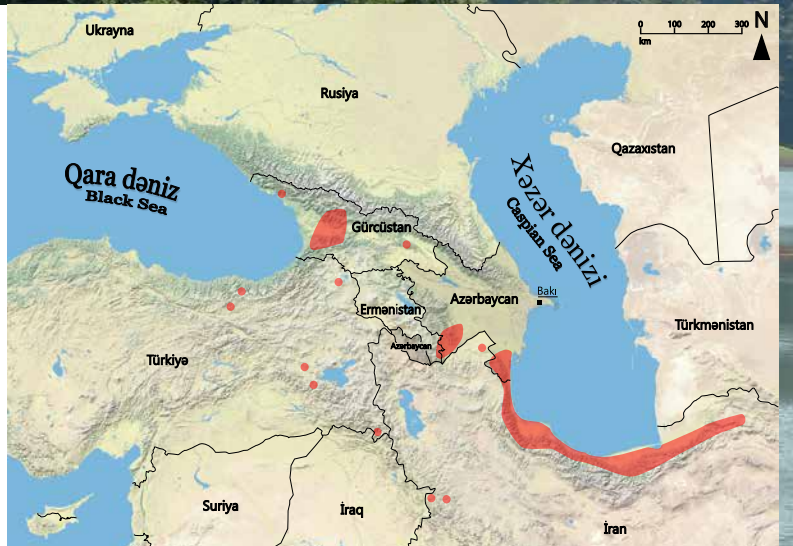 Ukrayna
0 100 200 300
km
N
Rusiya
Qazaxıstan
Qara dəniz
Black Sea
Xəzər dənizi
Caspian Sea
Gürcüstan
Bakı
Azərbaycan
Ermənistan
Türkmənistan
Azərbaycan
Türkiyə
Suriya
İraq
İran